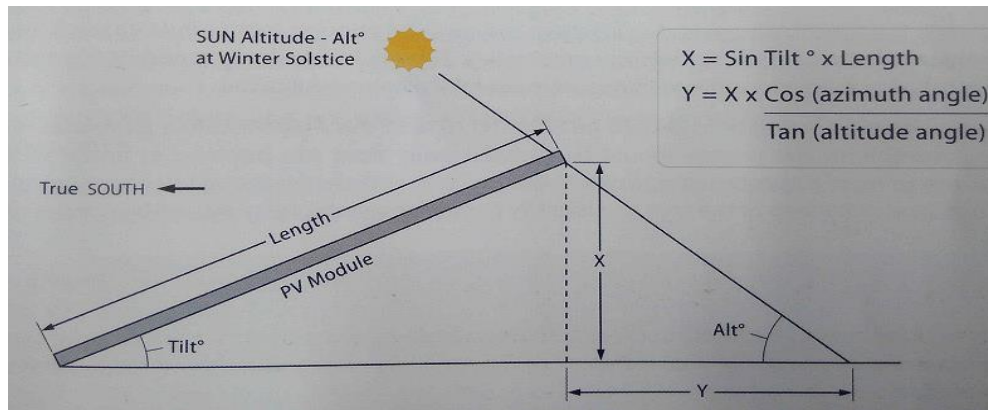 SUN Altitude - Alt°
at Winter Solstice
X = Sin Tilt ° x Length
Y = X x Cos (azimuth angle)
Tan (altitude angle)
True SOUTH
Length
PV Module
X
Tilt°
Alt°
Y